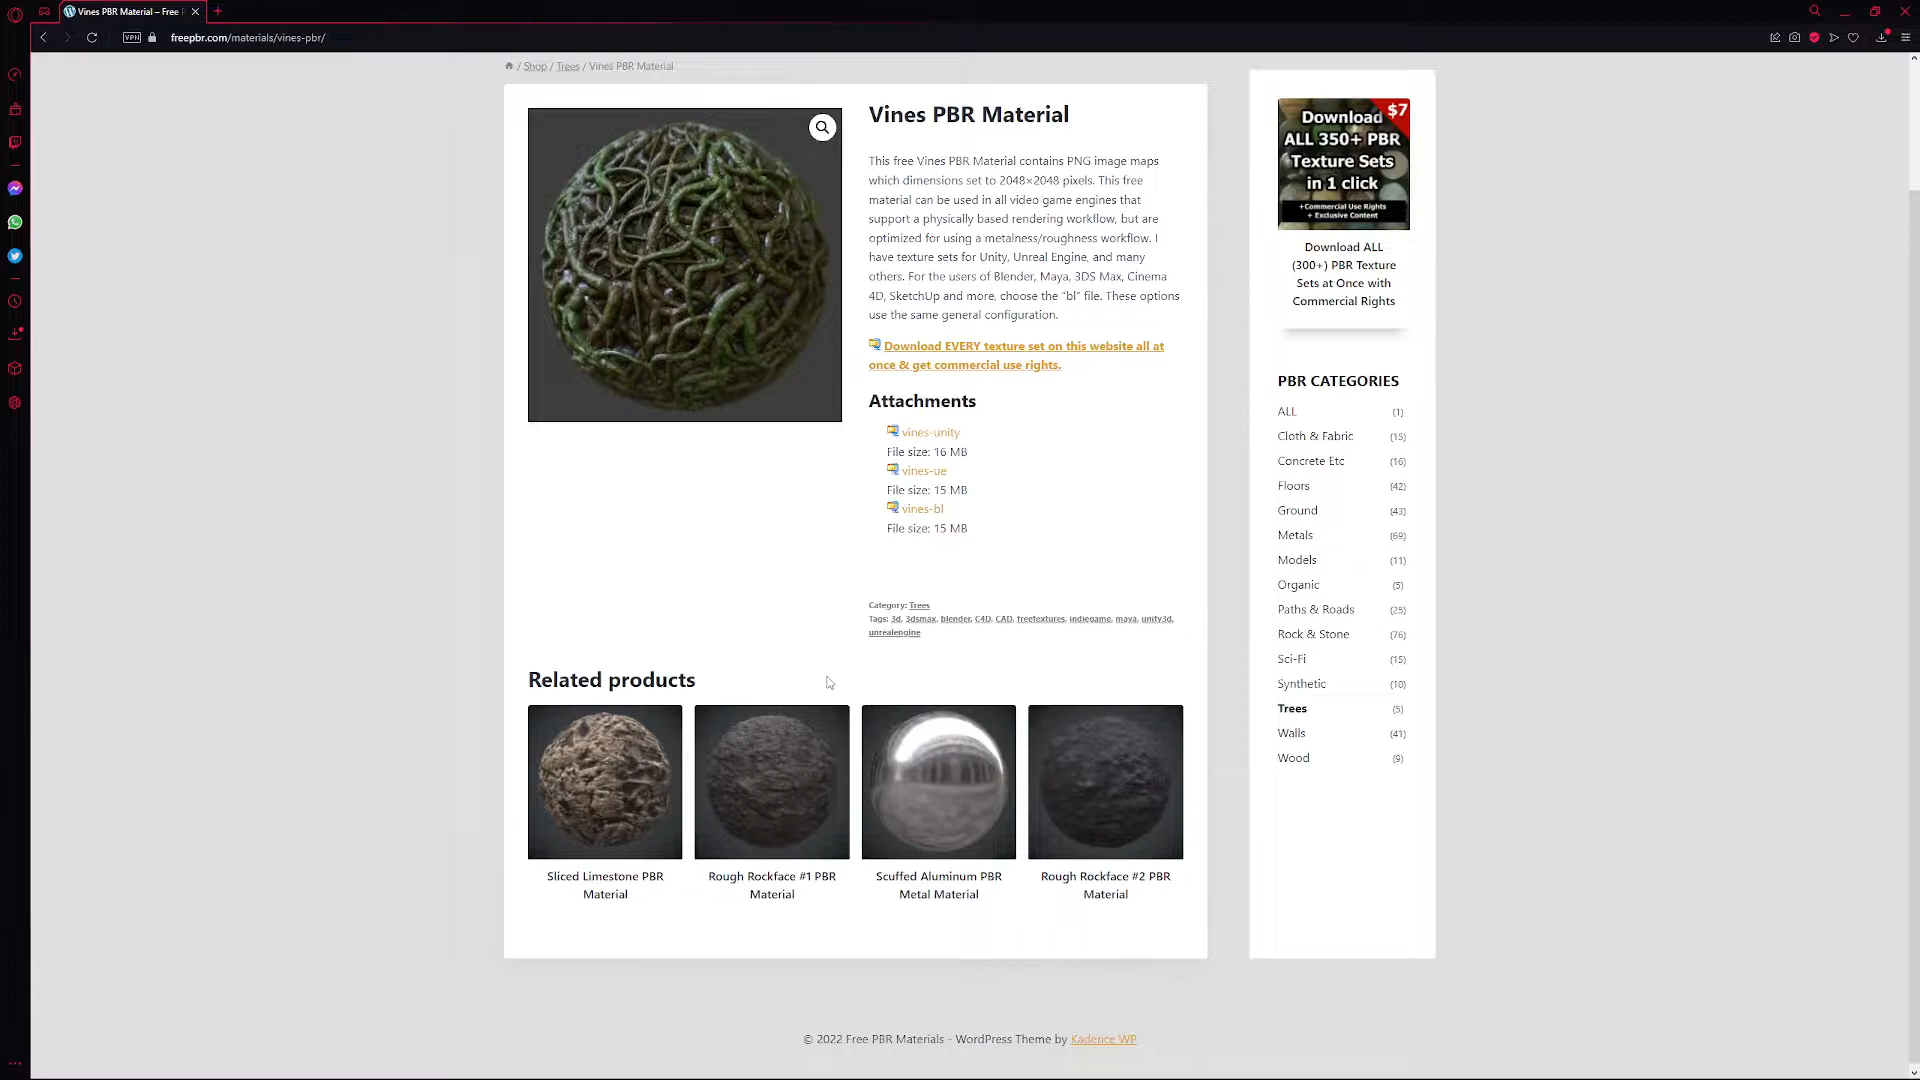 Vines PBR Material – Free P
VPN
freepbr.com/materials/vines-pbr/
/ Shop / Trees / Vines PBR Material
Vines PBR Material
This free Vines PBR Material contains PNG image maps
which dimensions set to 2048×2048 pixels. This free
material can be used in all video game engines that
support a physically based rendering workflow, but are
optimized for using a metalness/roughness workflow. I
have texture sets for Unity, Unreal Engine, and many
others. For the users of Blender, Maya, 3DS Max, Cinema
4D, SketchUp and more, choose the “bl” file. These options
use the same general configuration.
Download EVERY texture set on this website all at
once & get commercial use rights.
Attachments
vines-unity
File size: 16 MB
vines-ue
File size: 15 MB
vines-bl
File size: 15 MB
Category: Trees
Tags: 3d, 3dsmax, blender, C4D, CAD, freetextures, indiegame, maya, unity3d,
unrealengine
Related products
Sliced Limestone PBR
Material
Rough Rockface #1 PBR
Material
Scuffed Aluminum PBR
Metal Material
Rough Rockface #2 PBR
Material
$7
Download
ALL 350+ PBR
Texture Sets
in 1 click
+Commercial Use Rights
+ Exclusive Content
Download ALL
(300+) PBR Texture
Sets at Once with
Commercial Rights
PBR CATEGORIES
ALL (1)
Cloth & Fabric (15)
Concrete Etc (16)
Floors (42)
Ground (43)
Metals (69)
Models (11)
Organic (5)
Paths & Roads (25)
Rock & Stone (76)
Sci-Fi (15)
Synthetic (10)
Trees (5)
Walls (41)
Wood (9)
© 2022 Free PBR Materials - WordPress Theme by Kadence WP